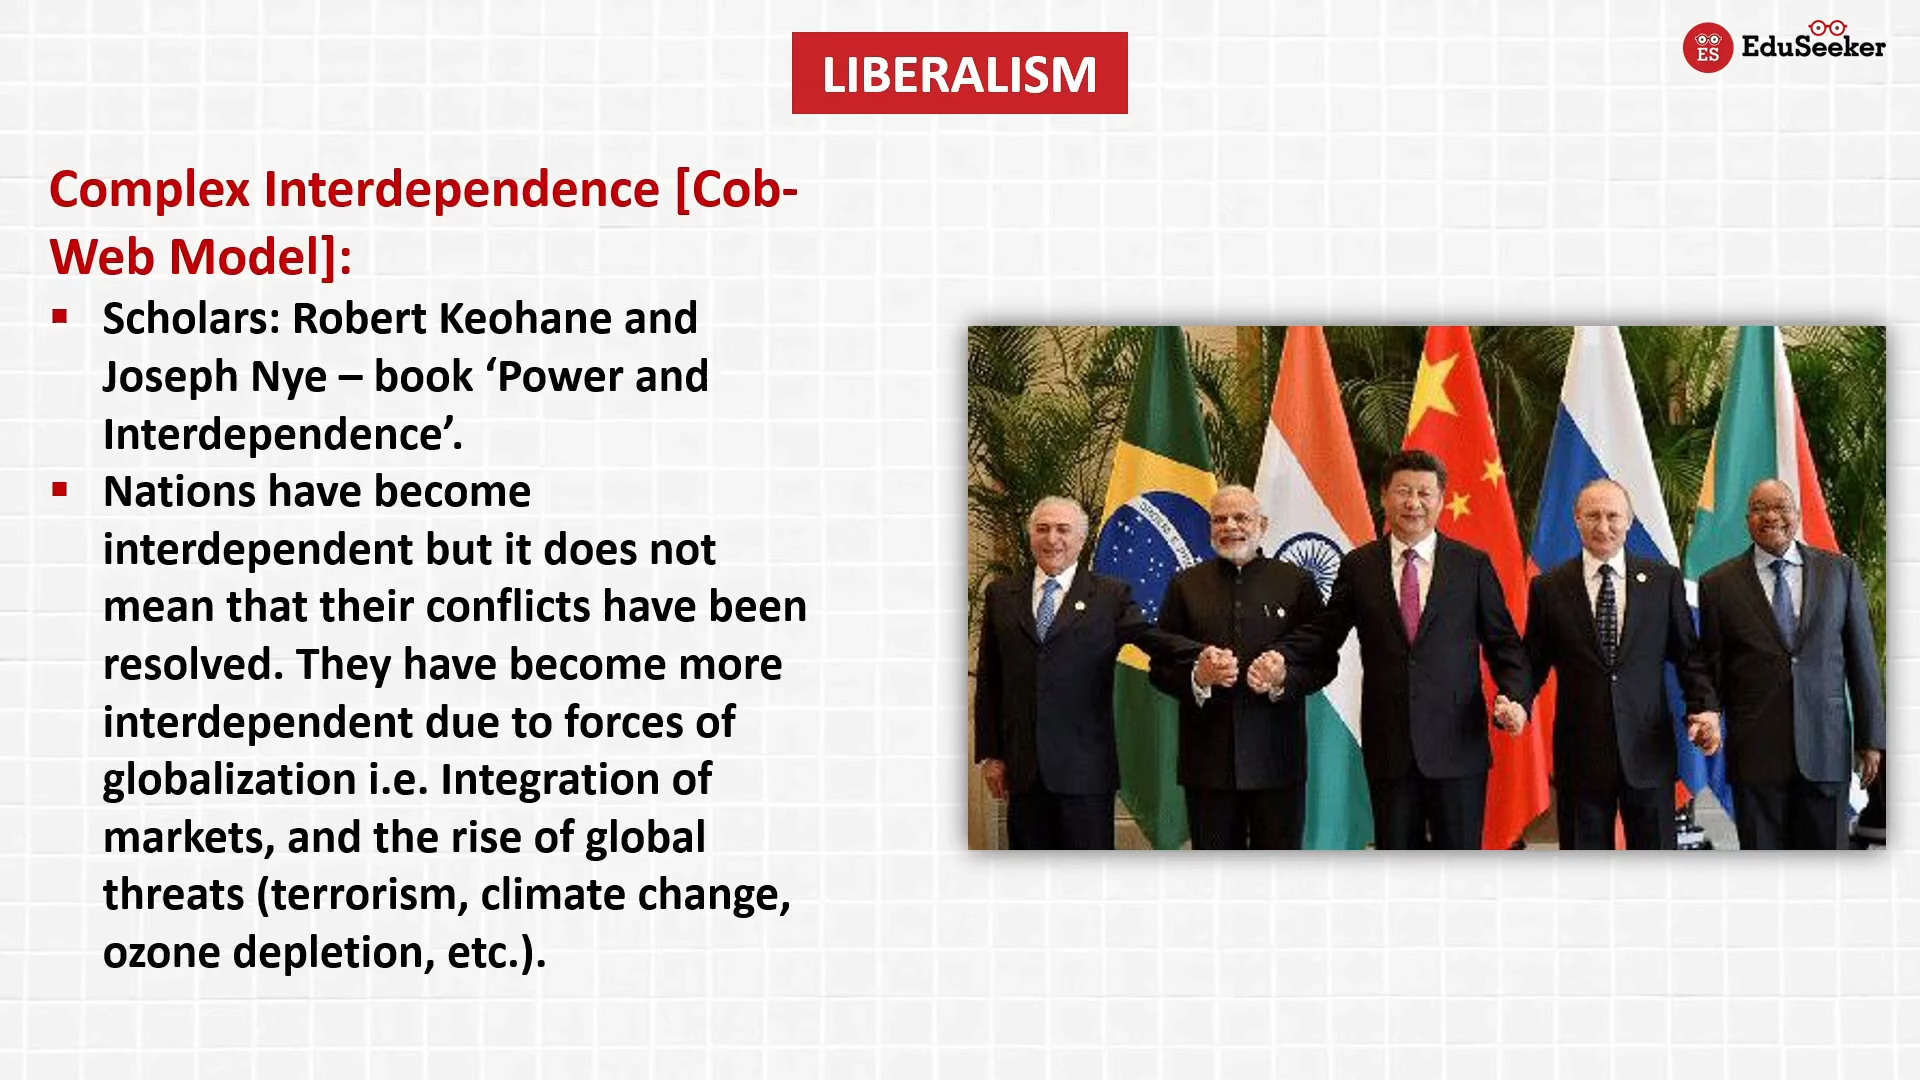 LIBERALISM
ES
EduSeeker
Complex Interdependence [Cob-
Web Model]:
▪ Scholars: Robert Keohane and
Joseph Nye – book ‘Power and
Interdependence’.
▪ Nations have become
interdependent but it does not
mean that their conflicts have been
resolved. They have become more
interdependent due to forces of
globalization i.e. Integration of
markets, and the rise of global
threats (terrorism, climate change,
ozone depletion, etc.).